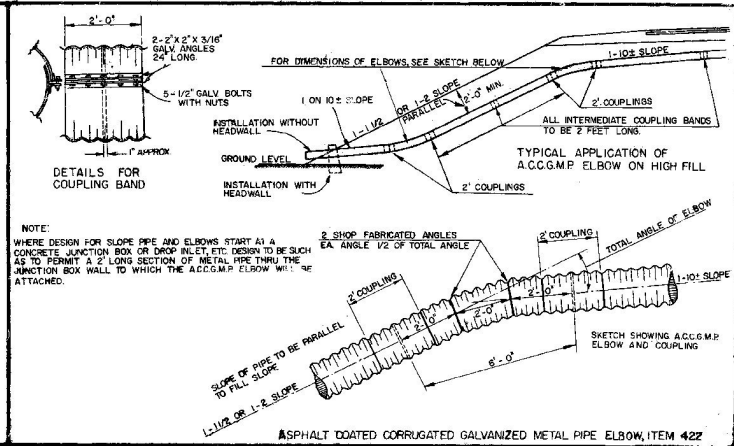 2'-0"
2-2"X 2"X 3/16"
GALV. ANGLES
24" LONG.
5-1/2" GALV. BOLTS
WITH NUTS
1" APPROX.
DETAILS FOR
COUPLING BAND
FOR DIMENSIONS OF ELBOWS, SEE SKETCH BELOW
1-10± SLOPE
1 ON 10± SLOPE
1-1 1/2 OR 1-2 SLOPE
PARALLEL
2'-0" MIN.
2' COUPLINGS
INSTALLATION WITHOUT
HEADWALL
ALL INTERMEDIATE COUPLING BANDS
TO BE 2 FEET LONG.
GROUND LEVEL
TYPICAL APPLICATION OF
A.C.C.G.M.P. ELBOW ON HIGH FILL
INSTALLATION WITH
HEADWALL
2' COUPLINGS
NOTE:
WHERE DESIGN FOR SLOPE PIPE AND ELBOWS START AT A
CONCRETE JUNCTION BOX OR DROP INLET, ETC. DESIGN TO BE SUCH
AS TO PERMIT A 2' LONG SECTION OF METAL PIPE THRU THE
JUNCTION BOX WALL TO WHICH THE A.C.C.G.M.P. ELBOW WILL BE
ATTACHED.
2 SHOP FABRICATED ANGLES
EA. ANGLE 1/2 OF TOTAL ANGLE
2' COUPLING
TOTAL ANGLE OF ELBOW
2' COUPLING
1-10± SLOPE
2'-0"
2'-0"
2'-0"
6'-0"
SKETCH SHOWING A.C.C.G.M.P.
ELBOW AND COUPLING
SLOPE OF PIPE TO BE PARALLEL
TO FILL SLOPE
1-1 1/2 OR 1-2 SLOPE
ASPHALT COATED CORRUGATED GALVANIZED METAL PIPE ELBOW, ITEM 422